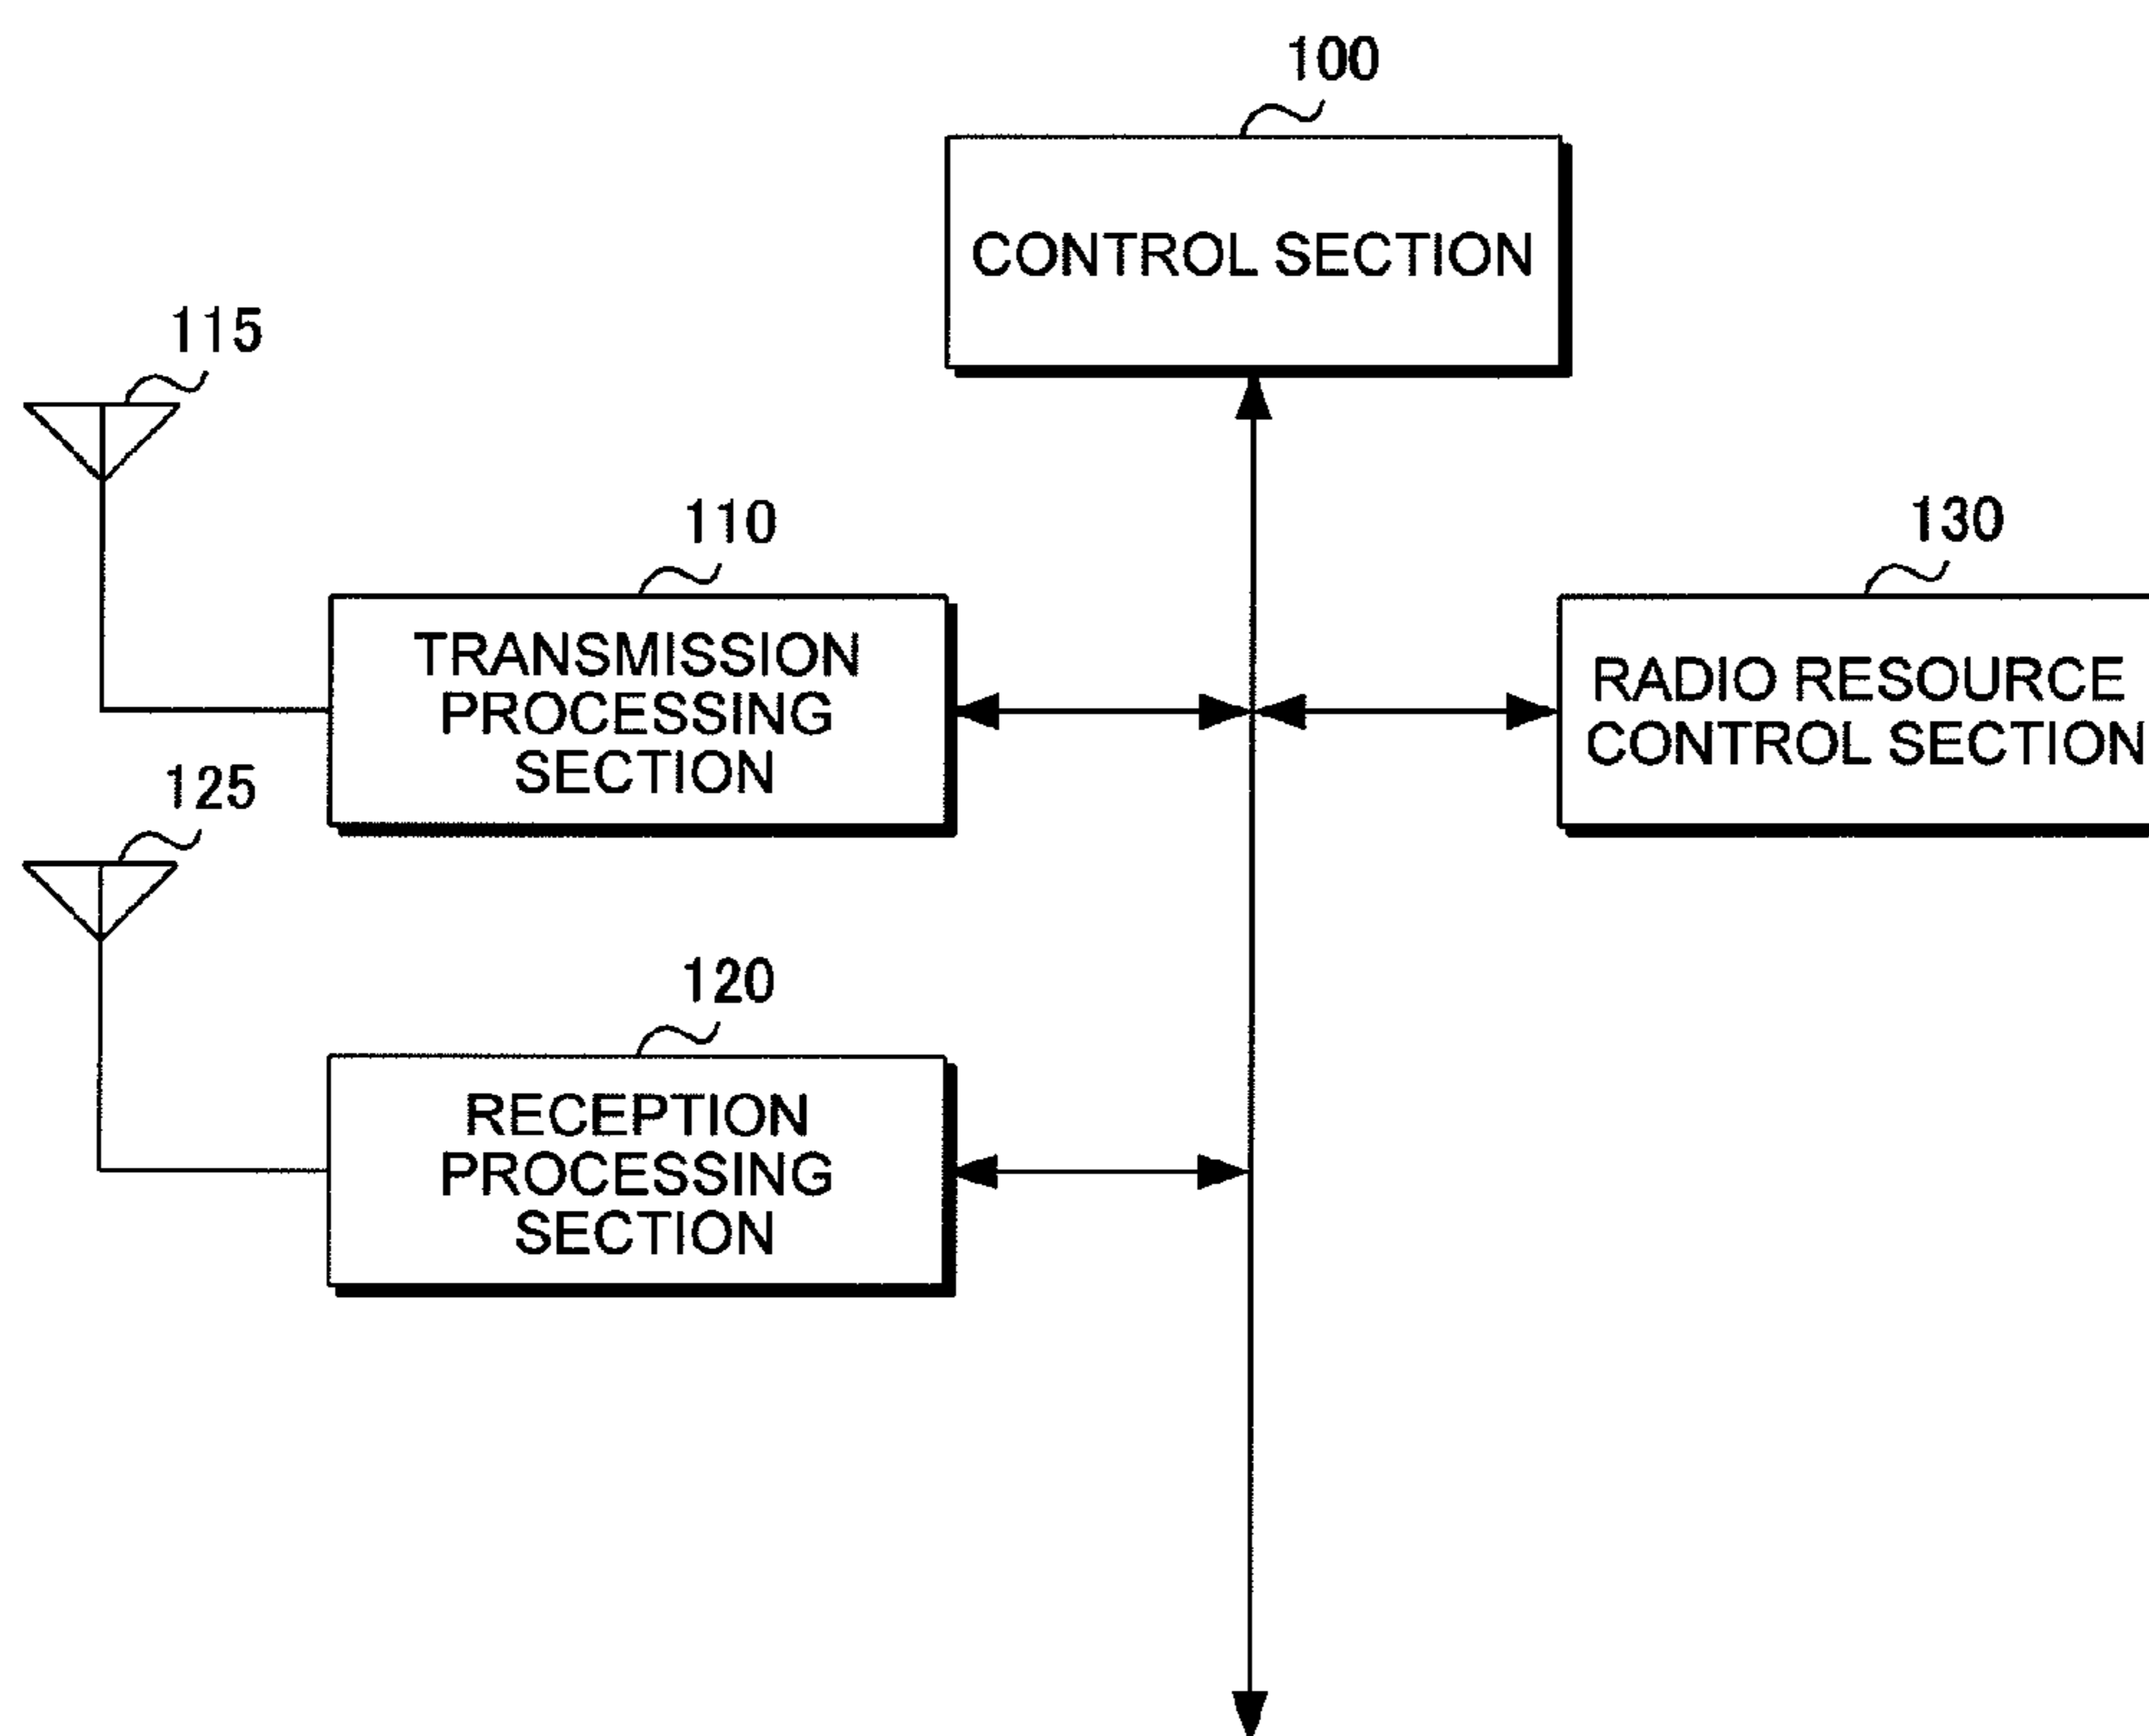 100
CONTROL SECTION
115
110
TRANSMISSION
PROCESSING
SECTION
130
RADIO RESOURCE
CONTROL SECTION
125
120
RECEPTION
PROCESSING
SECTION